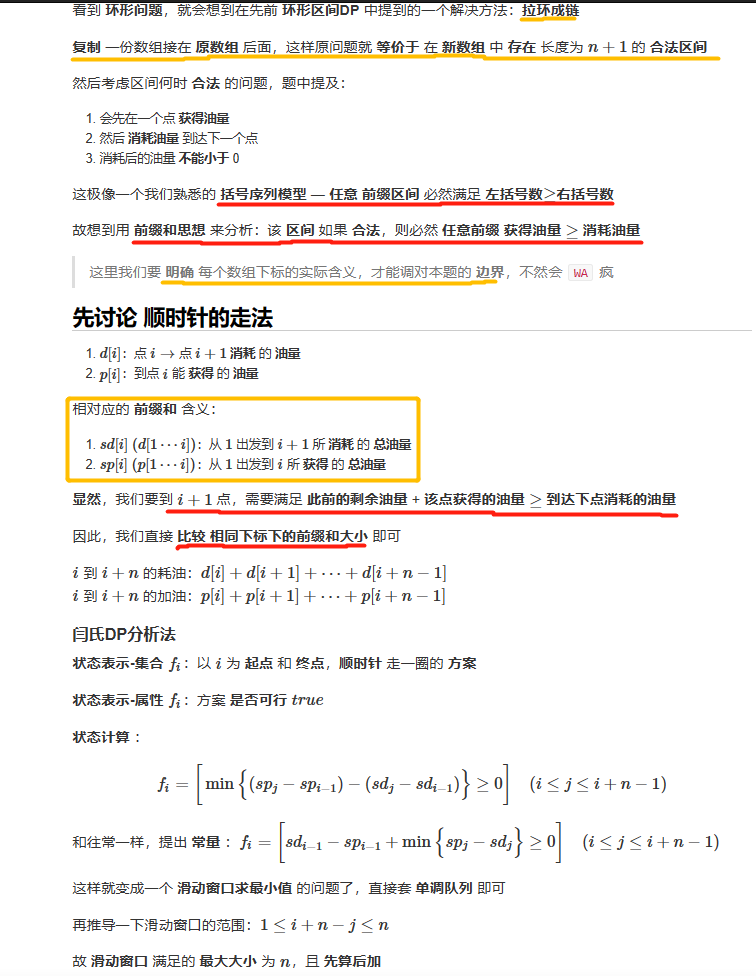 看到 环形问题，就会想到在先前 环形区间DP 中提到的一个解决方法：拉环成链
复制 一份数组接在 原数组 后面，这样原问题就 等价于 在 新数组 中 存在 长度为 n + 1 的 合法区间
然后考虑区间何时 合法 的问题，题中提及：
1. 会先在一个点 获得油量
2. 然后 消耗油量 到达下一个点
3. 消耗后的油量 不能小于 0
这极像一个我们熟悉的 括号序列模型 — 任意 前缀区间 必然满足 左括号数≥右括号数
故想到用 前缀和思想 来分析：该 区间 如果 合法，则必然 任意前缀 获得油量 ≥ 消耗油量
这里我们要 明确 每个数组下标的实际含义，才能调对本题的 边界，不然会 WA 疯
先讨论 顺时针的走法
1. d[i]：点 i → 点 i + 1 消耗 的 油量
2. p[i]：到点 i 能 获得 的 油量
相对应的 前缀和 含义：
1. sd[i] (d[1 ⋯ i])：从 1 出发到 i + 1 所 消耗 的 总油量
2. sp[i] (p[1 ⋯ i])：从 1 出发到 i 所 获得 的 总油量
显然，我们要到 i + 1 点，需要满足 此前的剩余油量 + 该点获得的油量 ≥ 到达下点消耗的油量
因此，我们直接 比较 相同下标下的前缀和大小 即可
i 到 i + n 的耗油：d[i] + d[i + 1] + ⋯ + d[i + n − 1]
i 到 i + n 的加油：p[i] + p[i + 1] + ⋯ + p[i + n − 1]
闫氏DP分析法
状态表示-集合 f_i：以 i 为 起点 和 终点，顺时针 走一圈的 方案
状态表示-属性 f_i：方案 是否可行 true
状态计算：
f_i = [min{(sp_j − sp_{i−1}) − (sd_j − sd_{i−1})} ≥ 0] (i ≤ j ≤ i + n − 1)
和往常一样，提出 常量：f_i = [sd_{i−1} − sp_{i−1} + min{sp_j − sd_j} ≥ 0] (i ≤ j ≤ i + n − 1)
这样就变成一个 滑动窗口求最小值 的问题了，直接套 单调队列 即可
再推导一下滑动窗口的范围：1 ≤ i + n − j ≤ n
故 滑动窗口 满足的 最大大小 为 n，且 先算后加